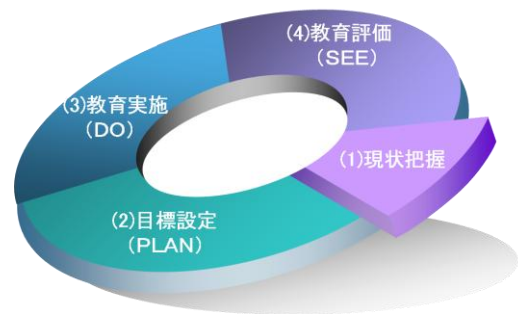 (4)教育評価
(SEE)
(3)教育実施
(DO)
(1)現状把握
(2)目標設定
(PLAN)